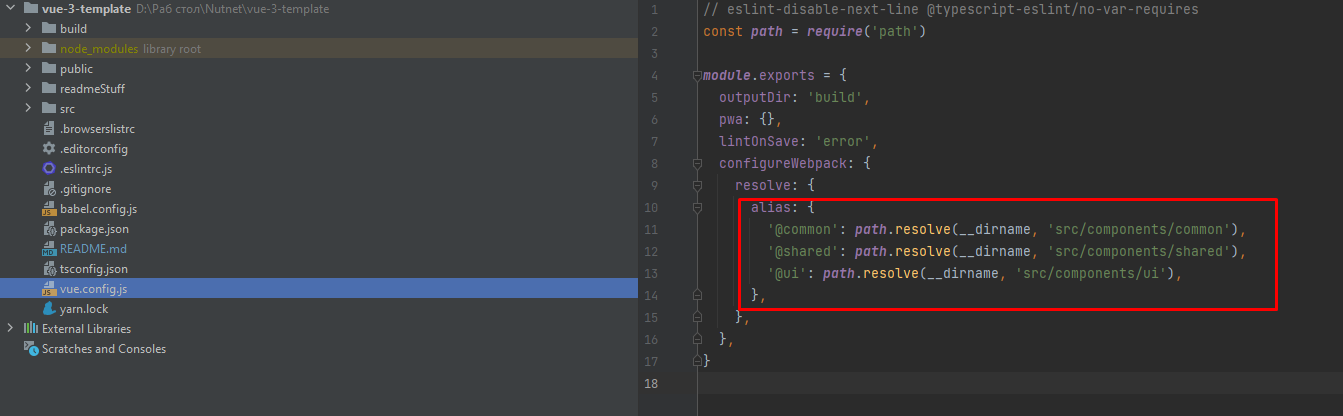 vue-3-template D:\Раб стол\Nutnet\vue-3-template
build
node_modules library root
public
readmeStuff
src
.browserslistrc
.editorconfig
.eslintrc.js
.gitignore
babel.config.js
package.json
README.md
tsconfig.json
vue.config.js
yarn.lock
External Libraries
Scratches and Consoles
1 // eslint-disable-next-line @typescript-eslint/no-var-requires
2 const path = require('path')
3
4 module.exports = {
5 outputDir: 'build',
6 pwa: {},
7 lintOnSave: 'error',
8 configureWebpack: {
9 resolve: {
10 alias: {
11 '@common': path.resolve(__dirname, 'src/components/common'),
12 '@shared': path.resolve(__dirname, 'src/components/shared'),
13 '@ui': path.resolve(__dirname, 'src/components/ui'),
14 },
15 },
16 },
17 }
18